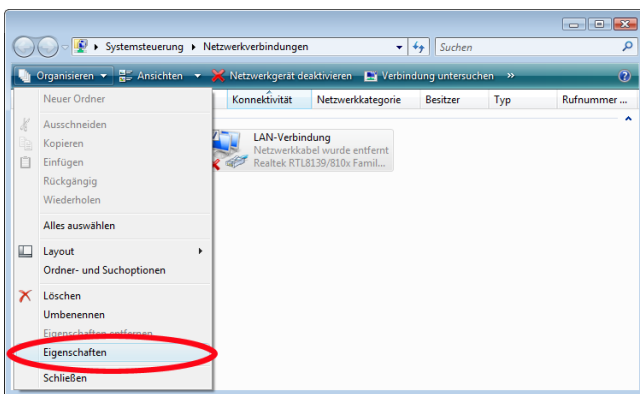 Systemsteuerung Netzwerkverbindungen Suchen
Organisieren Ansichten Netzwerkgerät deaktivieren Verbindung untersuchen »
Konnektivität Netzwerkkategorie Besitzer Typ Rufnummer ...
Neuer Ordner
Ausschneiden
Kopieren
Einfügen
Rückgängig
Wiederholen
Alles auswählen
Layout
Ordner- und Suchoptionen
Löschen
Umbenennen
Eigenschaften entfernen
Eigenschaften
Schließen
LAN-Verbindung
Netzwerkkabel wurde entfernt
Realtek RTL8139/810x Famil...